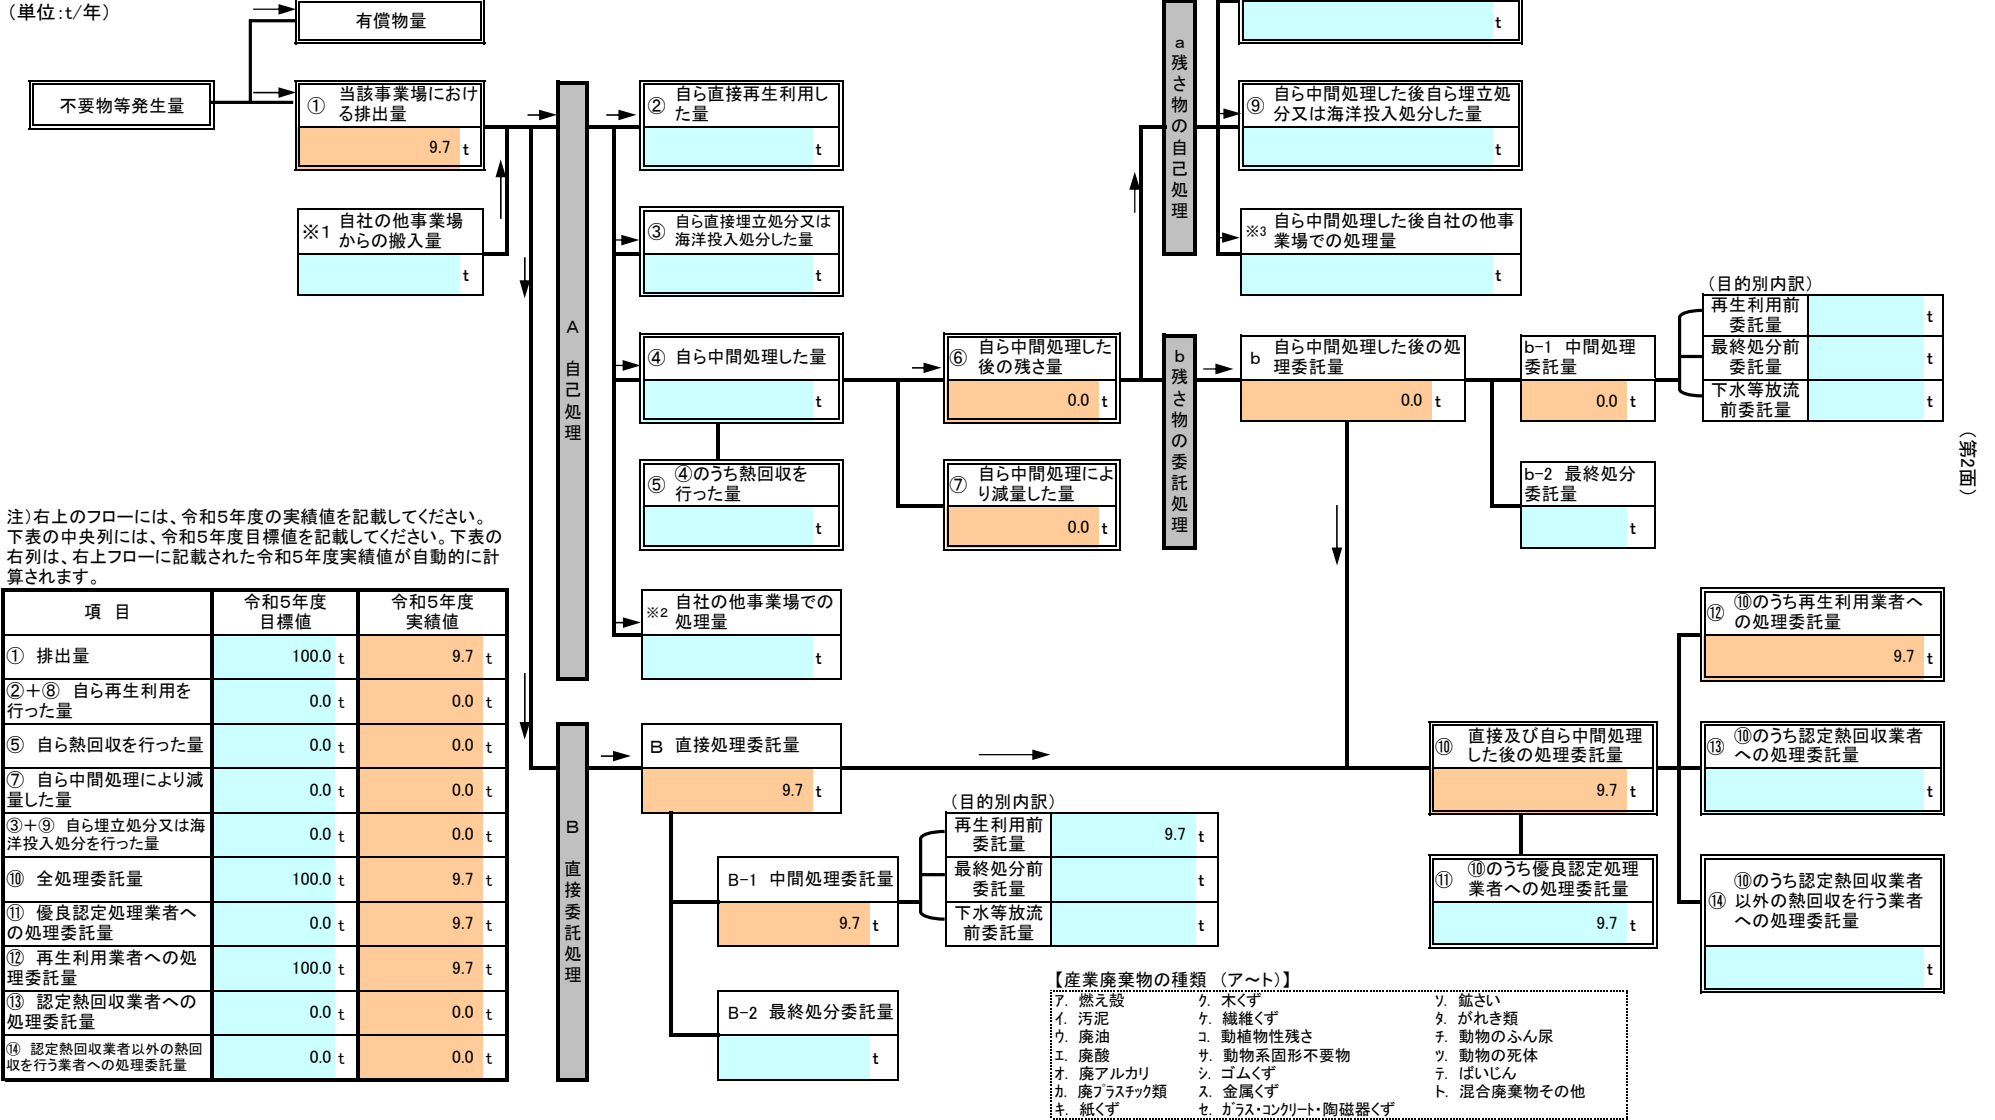 （単位:t/年）
有償物量
t
不要物等発生量
① 当該事業場におけ
る排出量
9.7 t
※1 自社の他事業場
からの搬入量
t
A 自己処理
② 自ら直接再生利用し
た量
t
③ 自ら直接埋立処分又は
海洋投入処分した量
t
④ 自ら中間処理した量
t
⑤ ④のうち熱回収を
行った量
t
※2 自社の他事業場での
処理量
t
⑥ 自ら中間処理した
後の残さ量
0.0 t
⑦ 自ら中間処理によ
り減量した量
0.0 t
a残さ物の自己処理
⑨ 自ら中間処理した後自ら埋立処
分又は海洋投入処分した量
t
※3 自ら中間処理した後自社の他事
業場での処理量
t
b残さ物の委託処理
b 自ら中間処理した後の処
理委託量
0.0 t
b-1 中間処理
委託量
0.0 t
b-2 最終処分
委託量
t
（目的別内訳）
再生利用前
委託量
t
最終処分前
委託量
t
下水等放流
前委託量
t
（第2面）
注）右上のフローには、令和5年度の実績値を記載してください。
下表の中央列には、令和5年度目標値を記載してください。下表の
右列は、右上フローに記載された令和5年度実績値が自動的に計
算されます。
項 目
令和5年度
目標値
令和5年度
実績値
① 排出量
100.0 t 9.7 t
②＋⑧ 自ら再生利用を
行った量
0.0 t 0.0 t
⑤ 自ら熱回収を行った量
0.0 t 0.0 t
⑦ 自ら中間処理により減
量した量
0.0 t 0.0 t
③＋⑨ 自ら埋立処分又は海
洋投入処分を行った量
0.0 t 0.0 t
⑩ 全処理委託量
100.0 t 9.7 t
⑪ 優良認定処理業者へ
の処理委託量
0.0 t 9.7 t
⑫ 再生利用業者への処
理委託量
100.0 t 9.7 t
⑬ 認定熱回収業者への
処理委託量
0.0 t 0.0 t
⑭ 認定熱回収業者以外の熱回
収を行う業者への処理委託量
0.0 t 0.0 t
B 直接委託処理
B 直接処理委託量
9.7 t
B-1 中間処理委託量
9.7 t
B-2 最終処分委託量
t
（目的別内訳）
再生利用前
委託量
9.7 t
最終処分前
委託量
t
下水等放流
前委託量
t
⑩ 直接及び自ら中間処理
した後の処理委託量
9.7 t
⑪ ⑩のうち優良認定処理
業者への処理委託量
9.7 t
⑫ ⑩のうち再生利用業者へ
の処理委託量
9.7 t
⑬ ⑩のうち認定熱回収業者
への処理委託量
t
⑭ ⑩のうち認定熱回収業者
以外の熱回収を行う業者
への処理委託量
t
【産業廃棄物の種類 （ア～ト）】
ア. 燃え殻 ク. 木くず ソ. 鉱さい
イ. 汚泥 ケ. 繊維くず タ. がれき類
ウ. 廃油 コ. 動植物性残さ チ. 動物のふん尿
エ. 廃酸 サ. 動物系固形不要物 ツ. 動物の死体
オ. 廃アルカリ シ. ゴムくず テ. ばいじん
カ. 廃プラスチック類 ス. 金属くず ト. 混合廃棄物その他
キ. 紙くず セ. ガラス・コンクリート・陶磁器くず